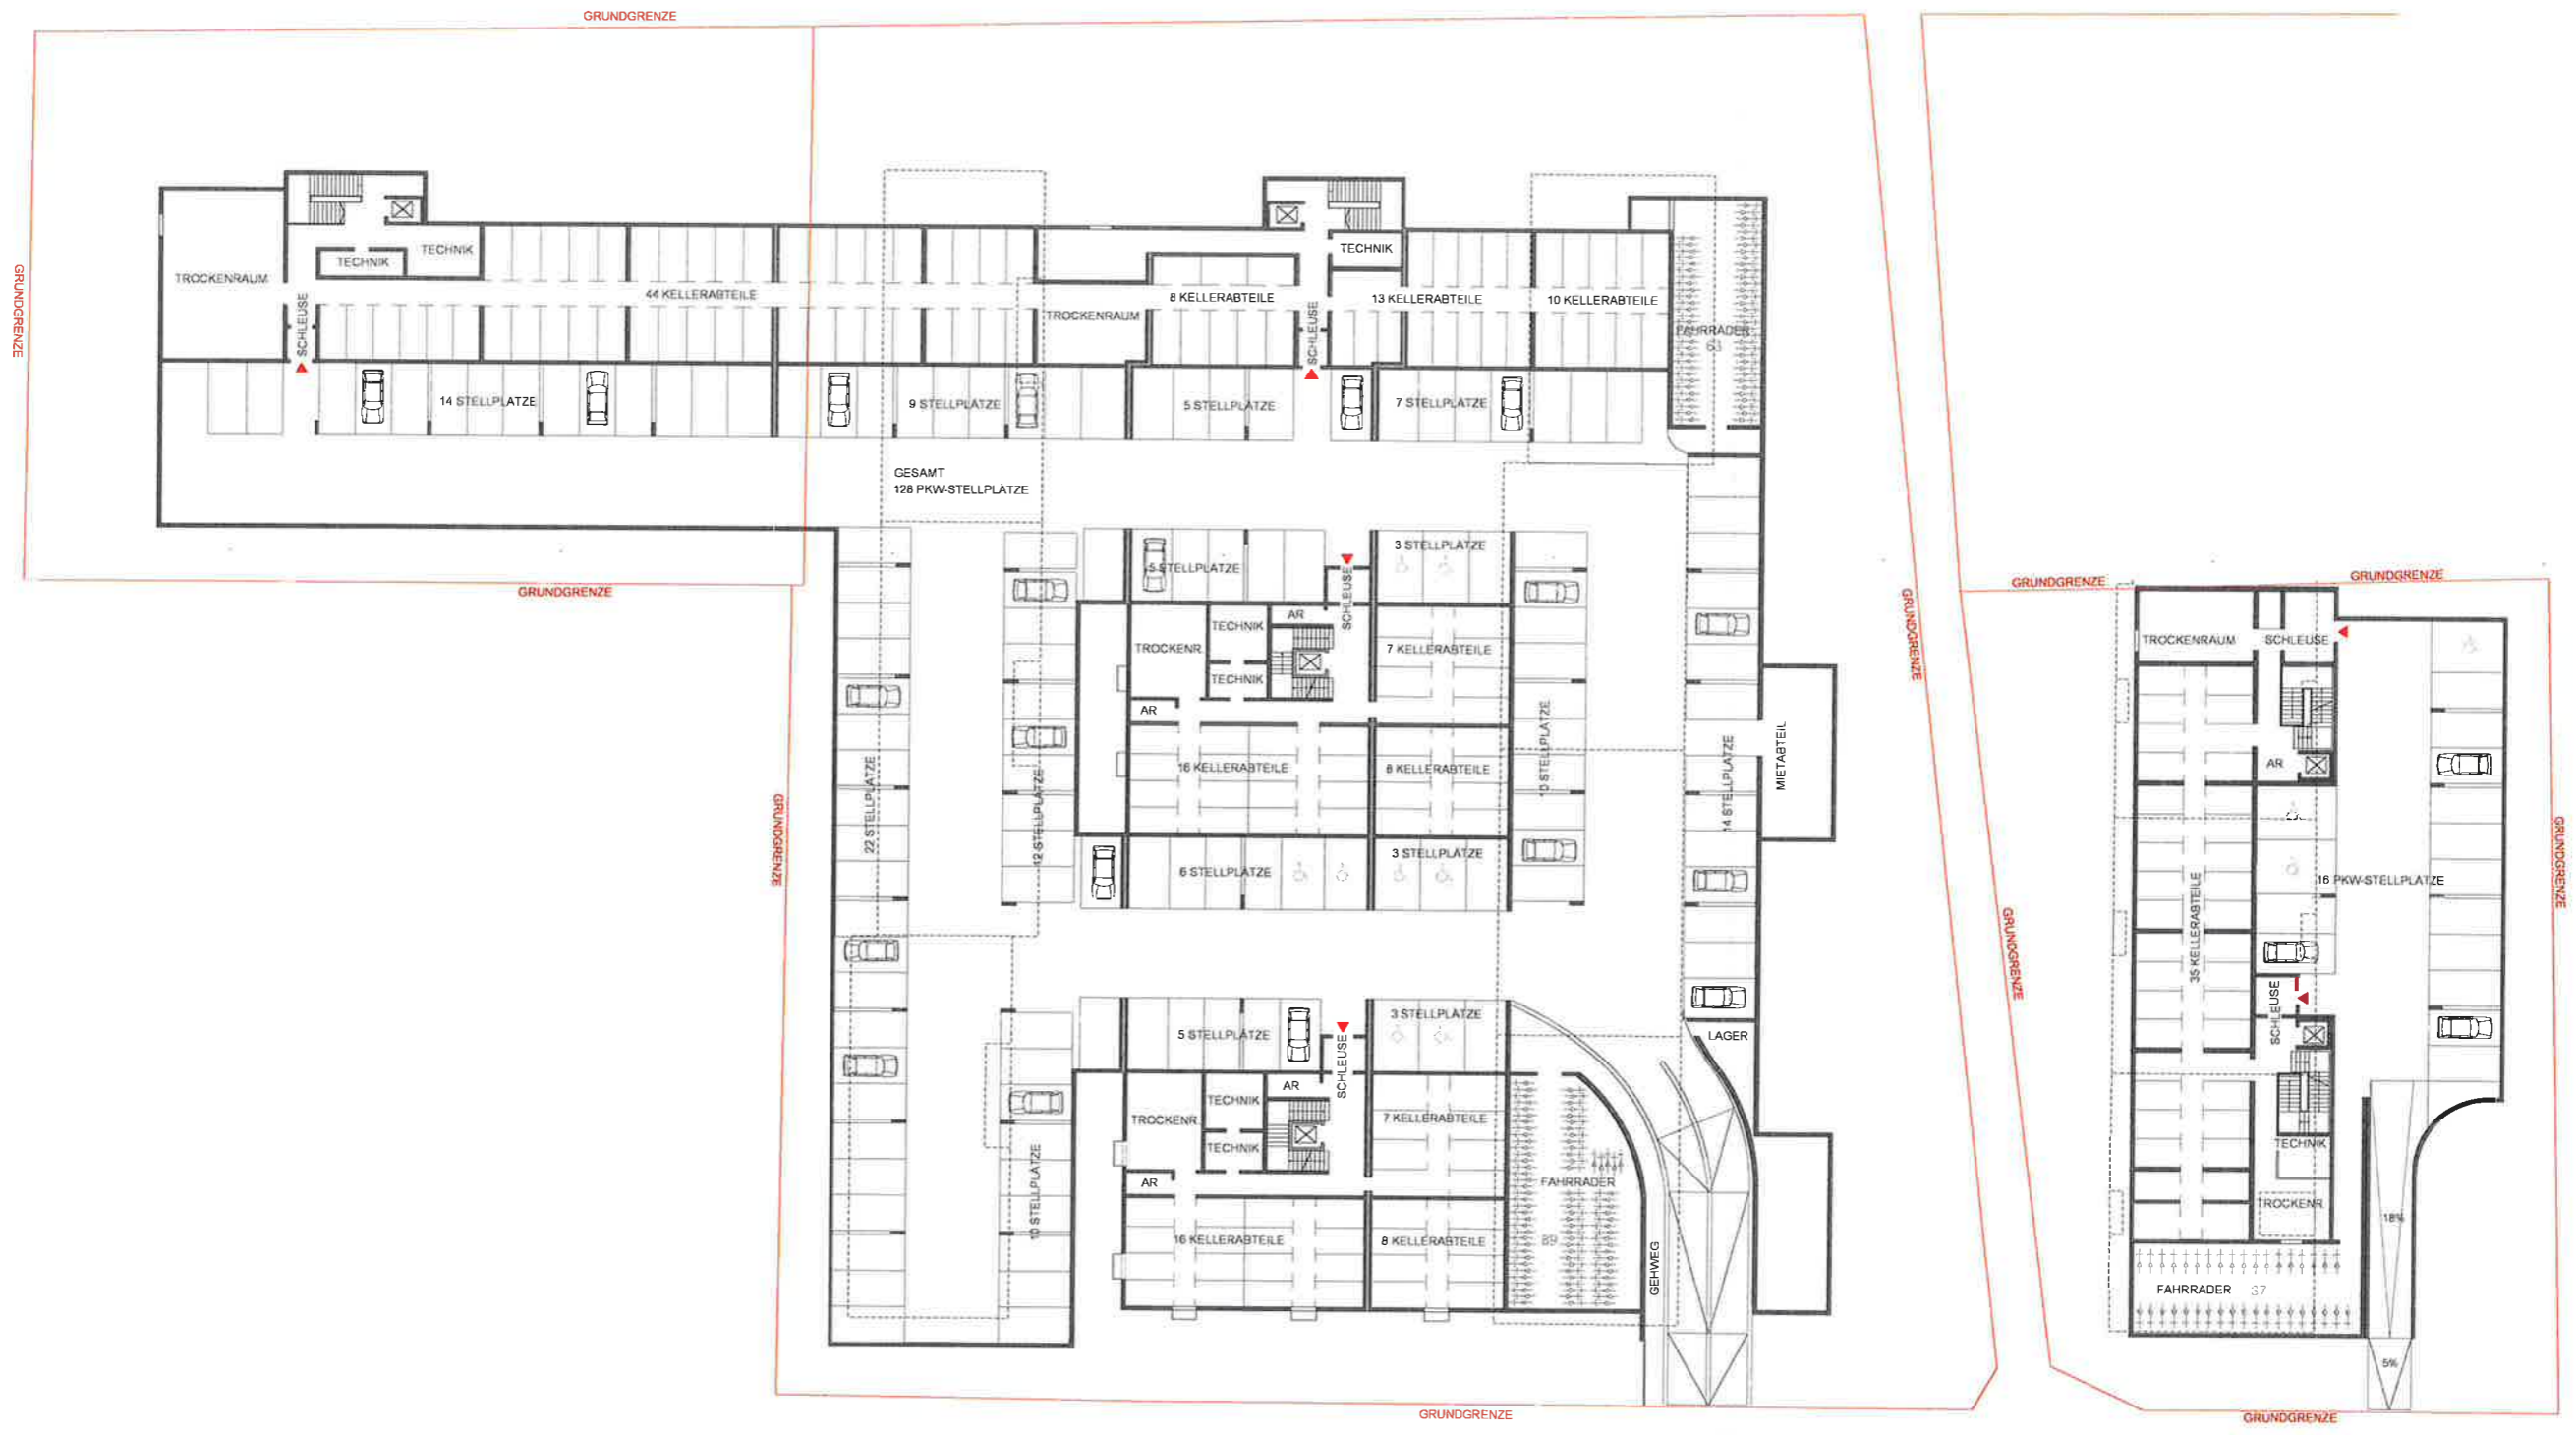 GRUNDGRENZE
GRUNDGRENZE
TECHNIK
TECHNIK
TROCKENRAUM
SCHLEUSE
44 KELLERABTEILE
TROCKENRAUM
8 KELLERABTEILE
SCHLEUSE
TECHNIK
13 KELLERABTEILE
10 KELLERABTEILE
FAHRRADER
63
14 STELLPLATZE
9 STELLPLATZE
5 STELLPLATZE
7 STELLPLATZE
GESAMT
128 PKW-STELLPLÄTZE
GRUNDGRENZE
GRUNDGRENZE
22 STELLPLATZE
12 STELLPLATZE
10 STELLPLATZE
5 STELLPLATZE
SCHLEUSE
3 STELLPLATZE
AR
TECHNIK
TROCKENR.
TECHNIK
AR
7 KELLERABTEILE
16 KELLERABTEILE
8 KELLERABTEILE
6 STELLPLATZE
3 STELLPLATZE
10 STELLPLATZE
14 STELLPLATZE
MIETABTEIL
5 STELLPLATZE
SCHLEUSE
3 STELLPLATZE
LAGER
AR
TECHNIK
TROCKENR.
TECHNIK
AR
7 KELLERABTEILE
16 KELLERABTEILE
8 KELLERABTEILE
FAHRRADER
89
GEHWEG
GRUNDGRENZE
GRUNDGRENZE
GRUNDGRENZE
GRUNDGRENZE
GRUNDGRENZE
TROCKENRAUM
SCHLEUSE
AR
16 PKW-STELLPLATZE
35 KELLERABTEILE
SCHLEUSE
TECHNIK
TROCKENR.
18%
FAHRRADER
37
5%
GRUNDGRENZE
GRUNDGRENZE
GRUNDGRENZE